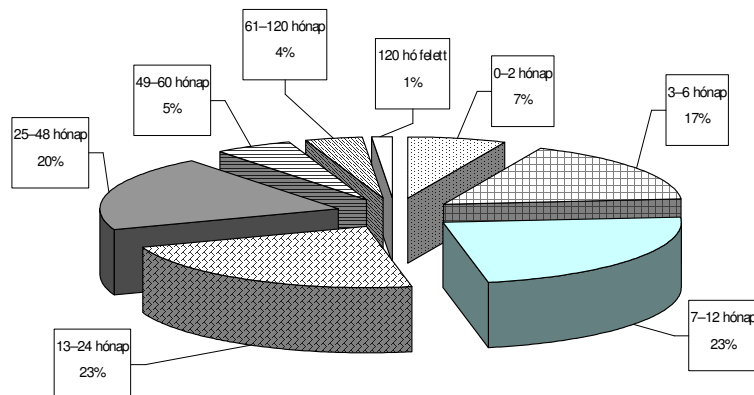 61–120 hónap
4%
120 hó felett
1%
0–2 hónap
7%
49–60 hónap
5%
3–6 hónap
17%
25–48 hónap
20%
7–12 hónap
23%
13–24 hónap
23%